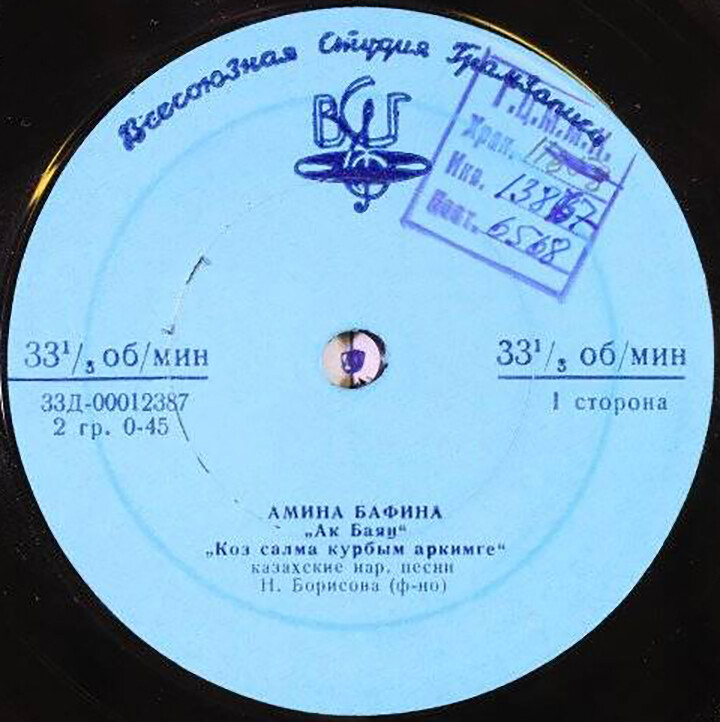 Всесоюзная Студия Грамзаписи
ВСГ
Г.Ц.М.М.К.
Хран.
Инв. 13867
6568
33¹/₃ об/мин
33Д-00012387
2 гр. 0-45
33¹/₃ об/мин
1 сторона
АМИНА БАФИНА
„Ак Баян“
„Коз салма курбым аркимге“
казахские нар. песни
Н. Борисова (ф-но)